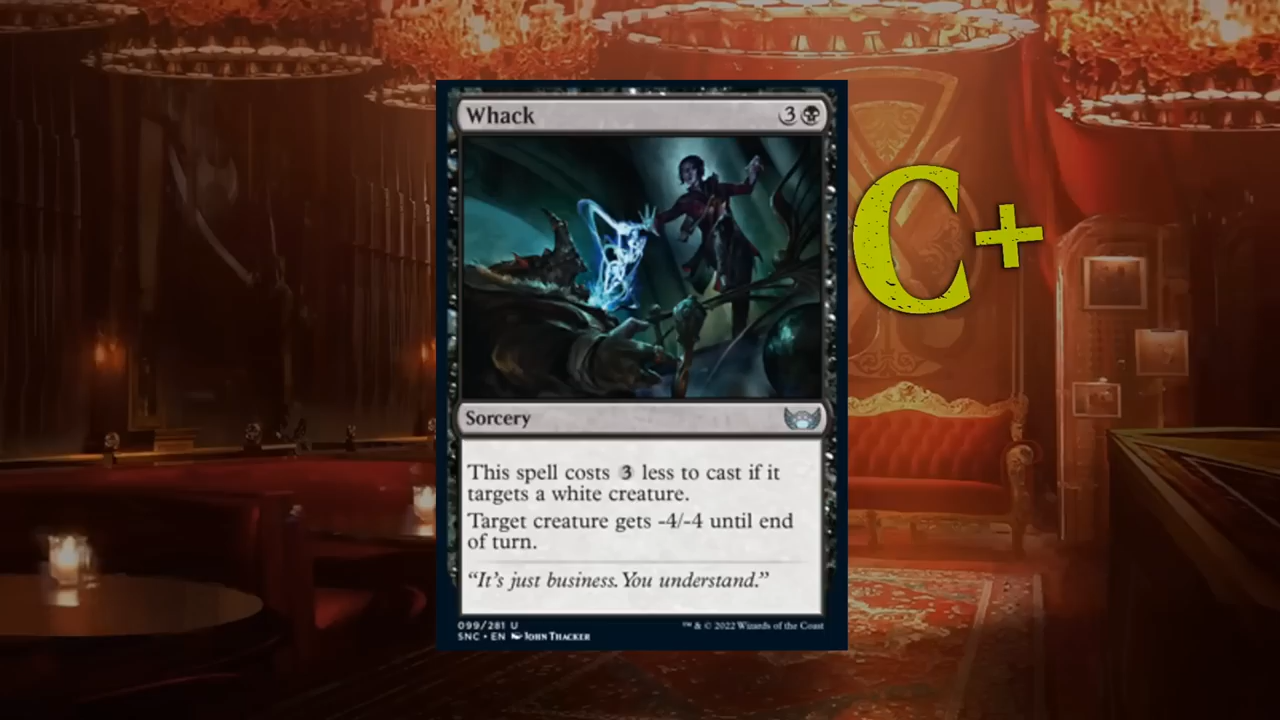 Whack 3
C+
Sorcery
This spell costs 3 less to cast if it
targets a white creature.
Target creature gets -4/-4 until end
of turn.
“It’s just business. You understand.”
099/281 U
SNC • EN John Thacker
™ & © 2022 Wizards of the Coast